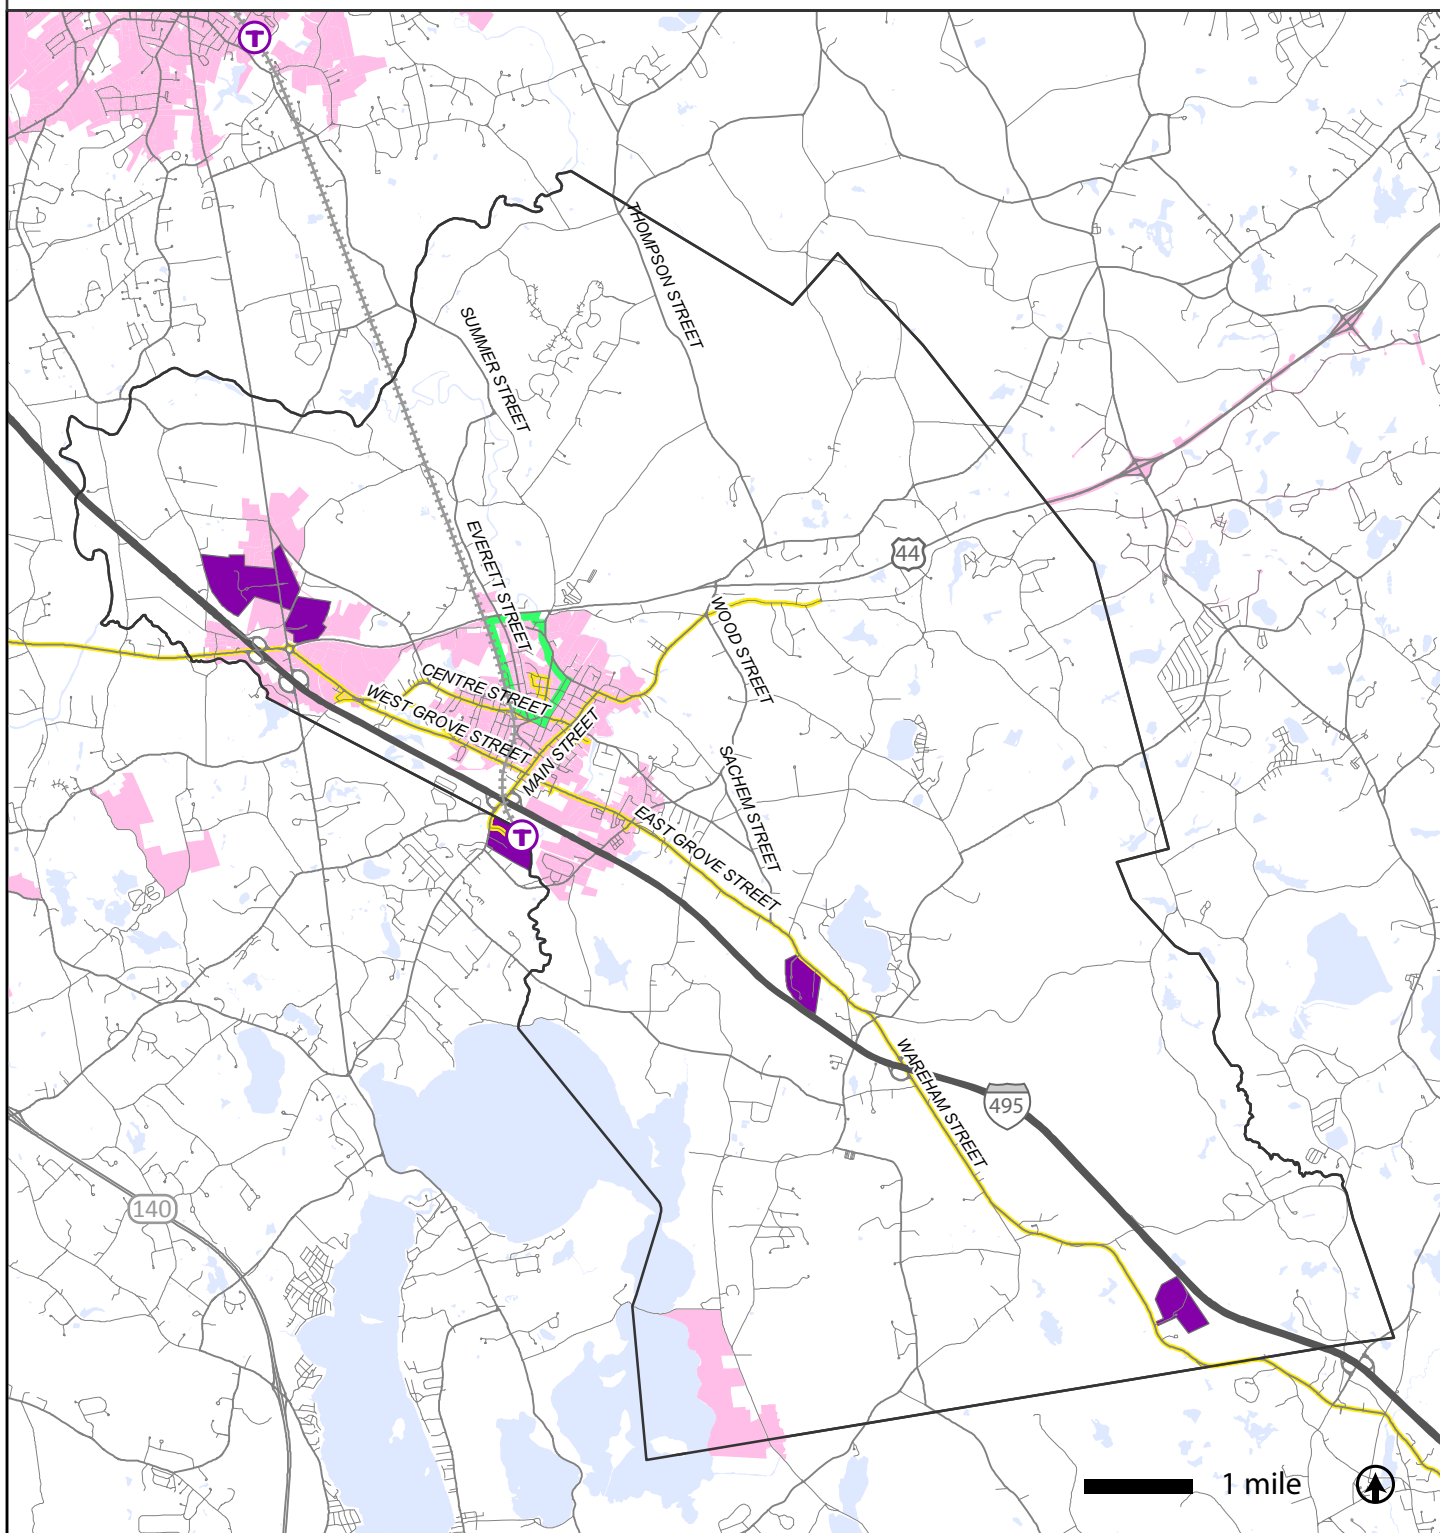 T
THOMPSON STREET
SUMMER STREET
EVERETT STREET
44
WOOD STREET
CENTRE STREET
WEST GROVE STREET
MAIN STREET
SACHEM STREET
EAST GROVE STREET
T
WAREHAM STREET
495
140
1 mile